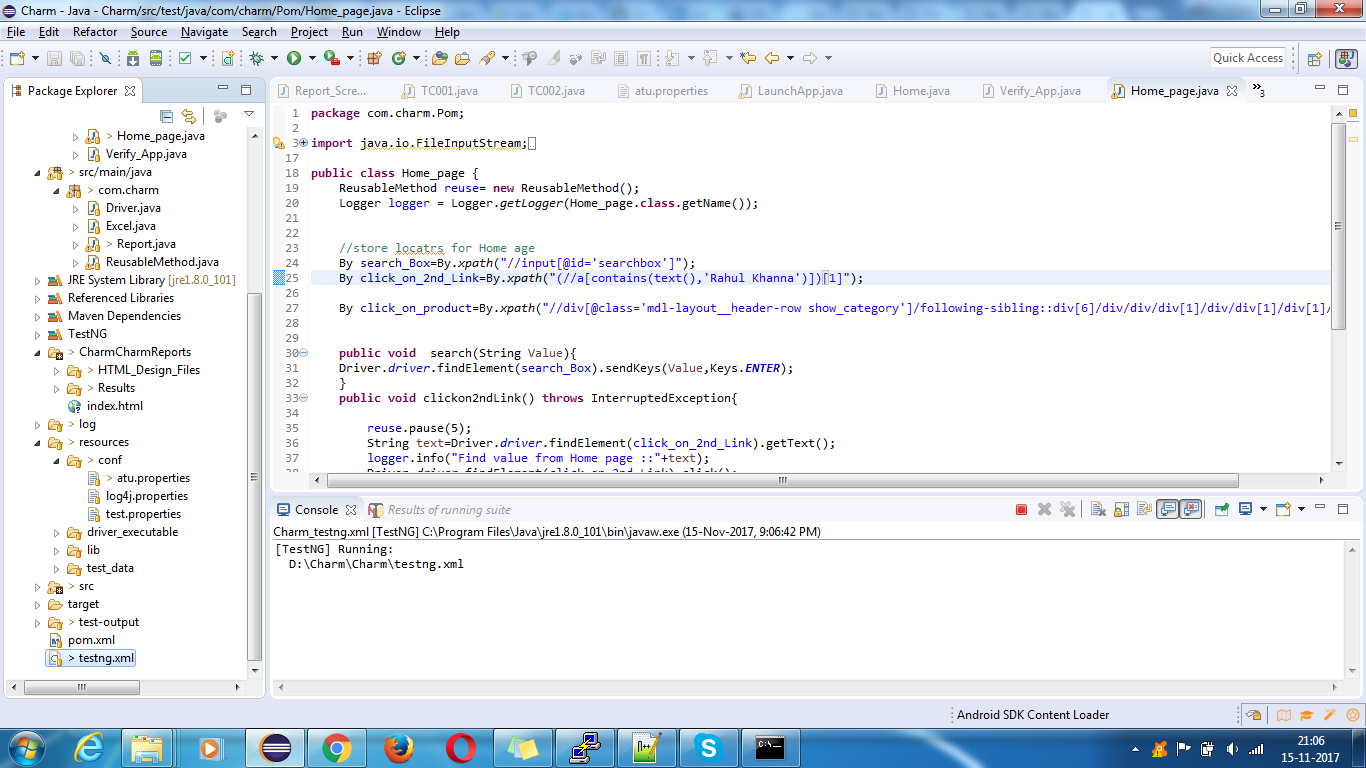 Charm - Java - Charm/src/test/java/com/charm/Pom/Home_page.java - Eclipse
File Edit Refactor Source Navigate Search Project Run Window Help
Quick Access
Package Explorer
> Home_page.java
Verify_App.java
> src/main/java
> com.charm
Driver.java
Excel.java
> Report.java
ReusableMethod.java
JRE System Library [jre1.8.0_101]
Referenced Libraries
Maven Dependencies
TestNG
> CharmCharmReports
> HTML_Design_Files
> Results
index.html
> log
> resources
> conf
> atu.properties
log4j.properties
test.properties
driver_executable
> lib
test_data
> src
target
> test-output
pom.xml
> testng.xml
Report_Scre... TC001.java TC002.java atu.properties LaunchApp.java Home.java Verify_App.java Home_page.java »3
1 package com.charm.Pom;
2
3 import java.io.FileInputStream;
17
18 public class Home_page {
19 ReusableMethod reuse= new ReusableMethod();
20 Logger logger = Logger.getLogger(Home_page.class.getName());
21
22
23 //store locatrs for Home age
24 By search_Box=By.xpath("//input[@id='searchbox']");
25 By click_on_2nd_Link=By.xpath("(//a[contains(text(),'Rahul Khanna')])[1]");
26
27 By click_on_product=By.xpath("//div[@class='mdl-layout__header-row show_category']/following-sibling::div[6]/div/div/div[1]/div/div[1]/div[1]/
28
29
30 public void  search(String Value){
31 Driver.driver.findElement(search_Box).sendKeys(Value,Keys.ENTER);
32 }
33 public void clickon2ndLink() throws InterruptedException{
34
35 reuse.pause(5);
36 String text=Driver.driver.findElement(click_on_2nd_Link).getText();
37 logger.info("Find value from Home page ::"+text);
38 Driver.driver.findElement(click_on_2nd_Link).click();
Console Results of running suite
Charm_testng.xml [TestNG] C:\Program Files\Java\jre1.8.0_101\bin\javaw.exe (15-Nov-2017, 9:06:42 PM)
[TestNG] Running:
D:\Charm\Charm\testng.xml
Android SDK Content Loader
21:06
15-11-2017